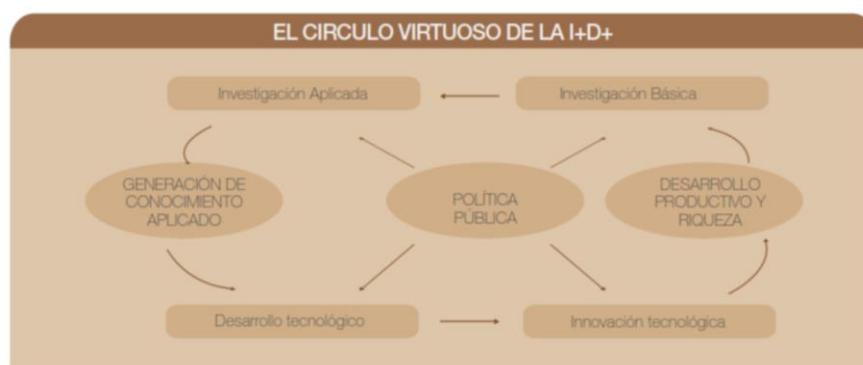 EL CIRCULO VIRTUOSO DE LA I+D+
Investigación Aplicada
Investigación Básica
GENERACIÓN DE
CONOCIMIENTO
APLICADO
POLÍTICA
PÚBLICA
DESARROLLO
PRODUCTIVO Y
RIQUEZA
Desarrollo tecnológico
Innovación tecnológica